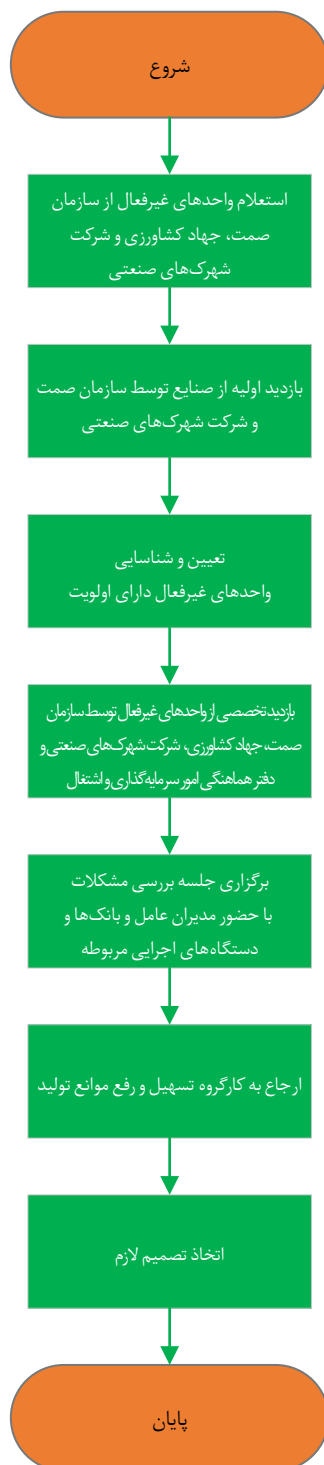 شروع
استعلام واحدهای غیرفعال از سازمان
صمت، جهاد کشاورزی و شرکت
شهرک‌های صنعتی
بازدید اولیه از صنایع توسط سازمان صمت
و شرکت شهرک‌های صنعتی
تعیین و شناسایی
واحدهای غیرفعال دارای اولویت
بازدید تخصصی از واحدهای غیرفعال توسط سازمان
صمت، جهاد کشاورزی، شرکت شهرک‌های صنعتی و
دفتر هماهنگی امور سرمایه‌گذاری و اشتغال
برگزاری جلسه بررسی مشکلات
با حضور مدیران عامل و بانک‌ها و
دستگاه‌های اجرایی مربوطه
ارجاع به کارگروه تسهیل و رفع موانع تولید
اتخاذ تصمیم لازم
پایان